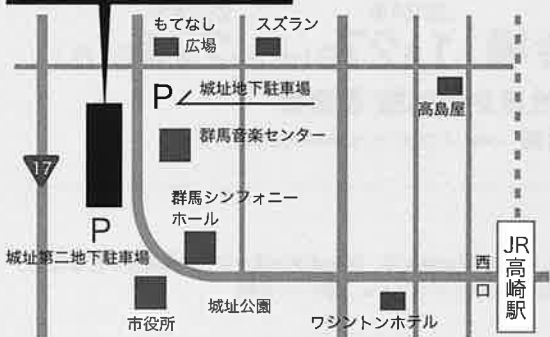 もてなし
広場
スズラン
P
城址地下駐車場
高島屋
群馬音楽センター
17
群馬シンフォニー
ホール
P
城址第二地下駐車場
西口
JR高崎駅
城址公園
市役所
ワシントンホテル